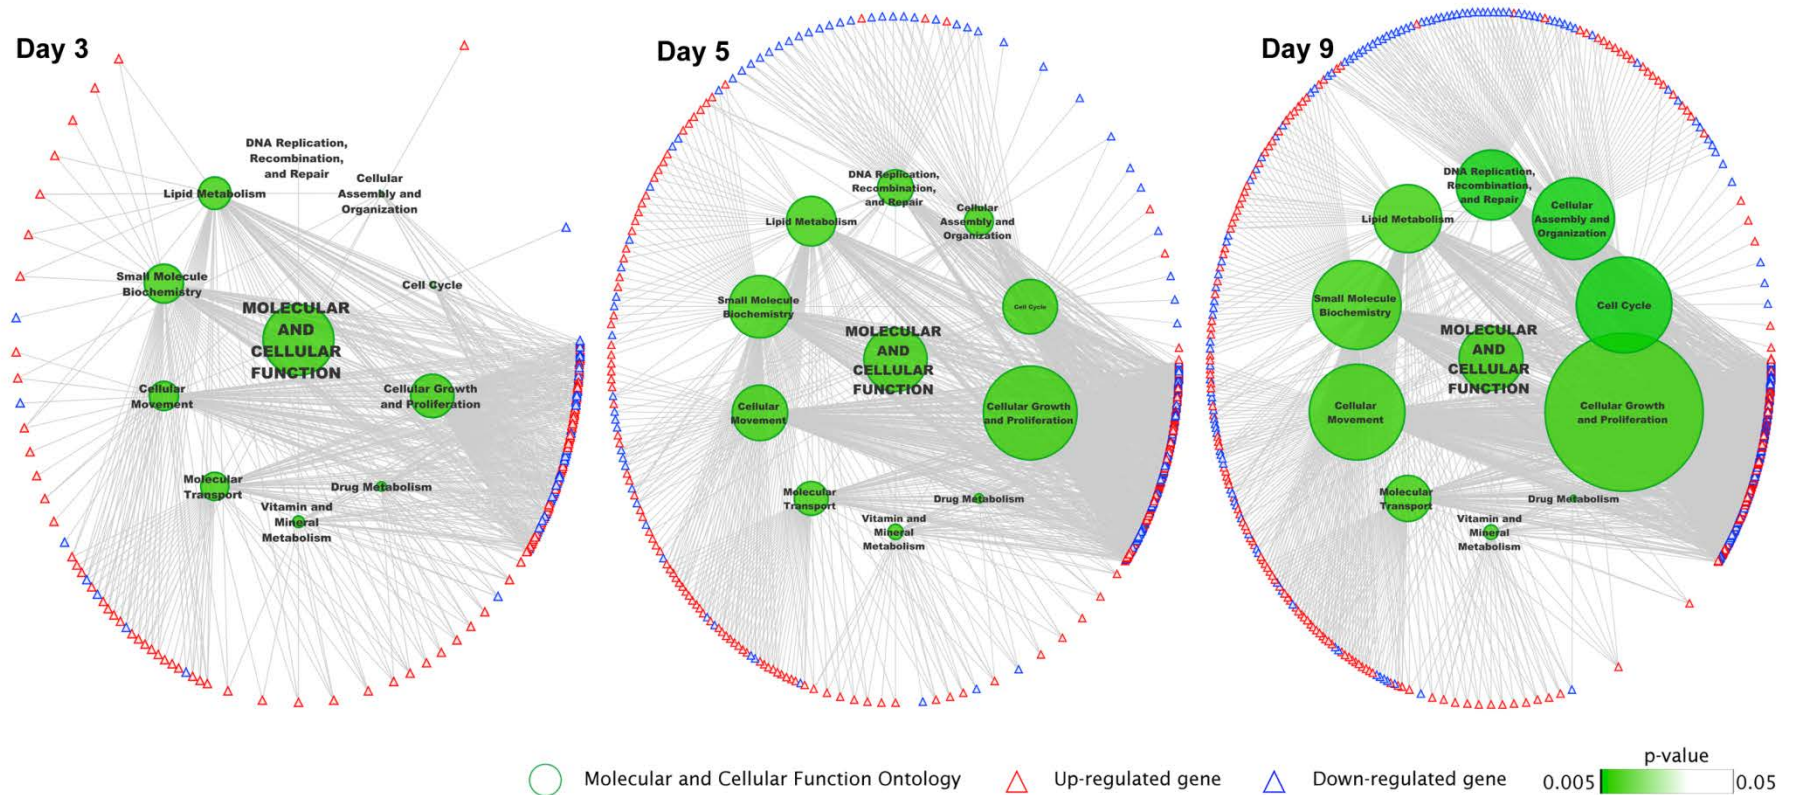 Day 3
DNA Replication,
Recombination,
and Repair
Cellular
Assembly and
Organization
Lipid Metabolism
Small Molecule
Biochemistry
Cell Cycle
MOLECULAR
AND
CELLULAR
FUNCTION
Cellular
Movement
Cellular Growth
and Proliferation
Molecular
Transport
Drug Metabolism
Vitamin and
Mineral
Metabolism
Day 5
DNA Replication,
Recombination,
and Repair
Cellular
Assembly and
Organization
Lipid Metabolism
Small Molecule
Biochemistry
Cell Cycle
MOLECULAR
AND
CELLULAR
FUNCTION
Cellular
Movement
Cellular Growth
and Proliferation
Molecular
Transport
Drug Metabolism
Vitamin and
Mineral
Metabolism
Day 9
DNA Replication,
Recombination,
and Repair
Cellular
Assembly and
Organization
Lipid Metabolism
Small Molecule
Biochemistry
Cell Cycle
MOLECULAR
AND
CELLULAR
FUNCTION
Cellular
Movement
Cellular Growth
and Proliferation
Molecular
Transport
Drug Metabolism
Vitamin and
Mineral
Metabolism
Molecular and Cellular Function Ontology
Up-regulated gene
Down-regulated gene
p-value
0.005 0.05